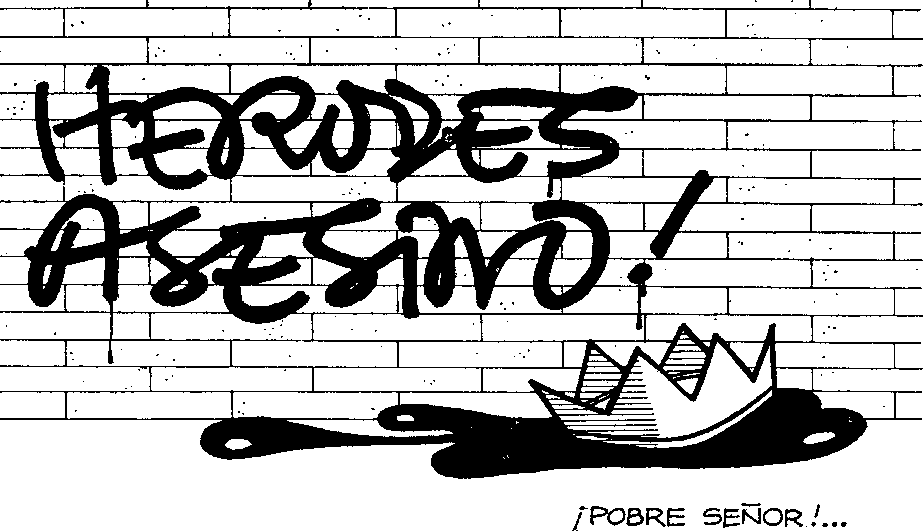 HERODES
ASESINO!
¡POBRE SEÑOR!...